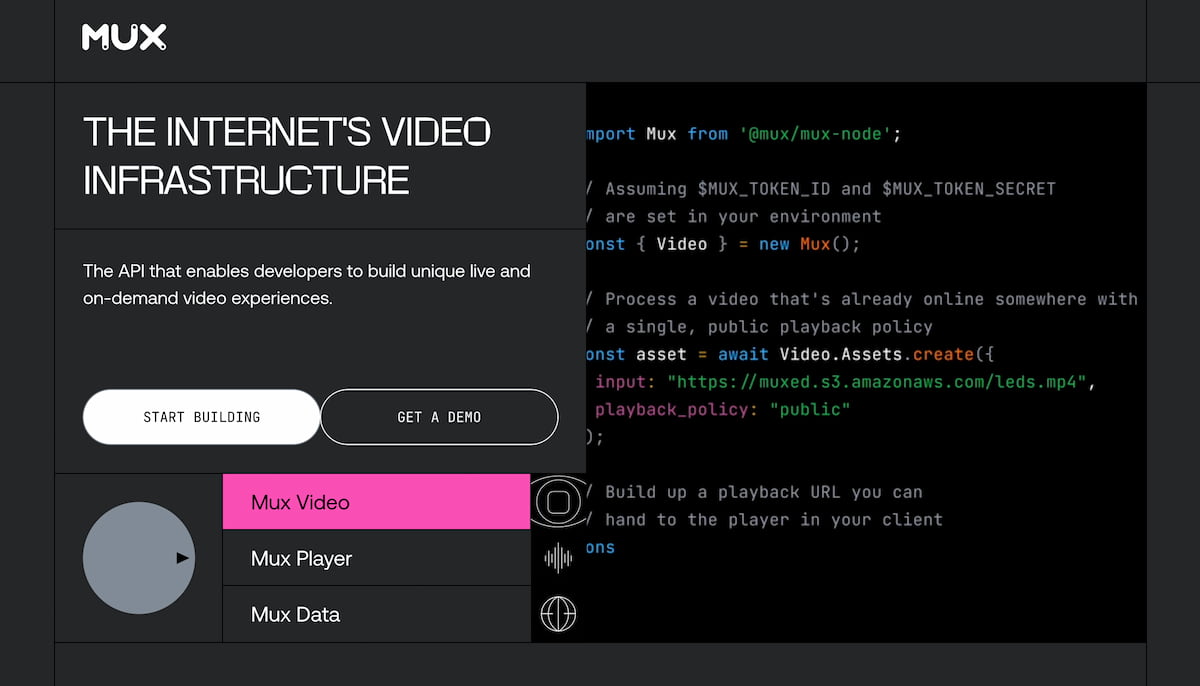 MUX
THE INTERNET'S VIDEO
INFRASTRUCTURE
The API that enables developers to build unique live and
on-demand video experiences.
START BUILDING
GET A DEMO
Mux Video
Mux Player
Mux Data
mport Mux from '@mux/mux-node';
/ Assuming $MUX_TOKEN_ID and $MUX_TOKEN_SECRET
/ are set in your environment
onst { Video } = new Mux();
/ Process a video that's already online somewhere with
/ a single, public playback policy
onst asset = await Video.Assets.create({
input: "https://muxed.s3.amazonaws.com/leds.mp4",
playback_policy: "public"
);
/ Build up a playback URL you can
/ hand to the player in your client
ons